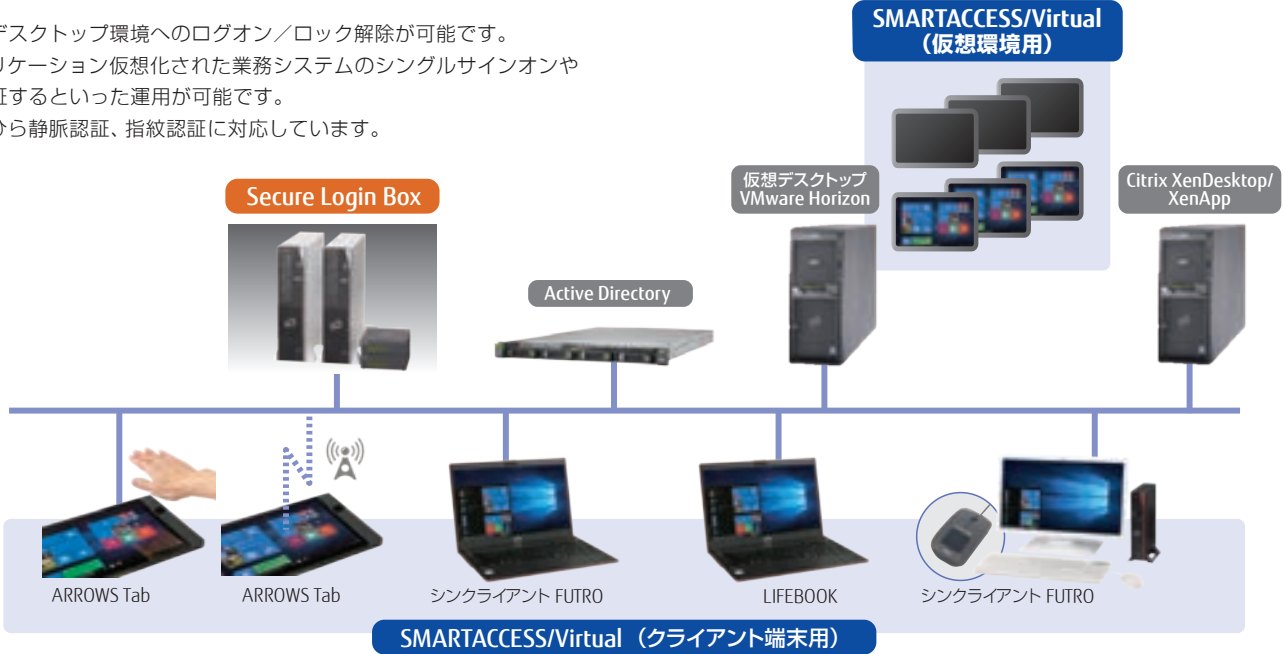 デスクトップ環境へのログオン／ロック解除が可能です。
リケーション仮想化された業務システムのシングルサインオンや
証するといった運用が可能です。
ひら静脈認証、指紋認証に対応しています。
SMARTACCESS/Virtual
（仮想環境用）
Secure Login Box
仮想デスクトップ
VMware Horizon
Citrix XenDesktop/
XenApp
Active Directory
ARROWS Tab
ARROWS Tab
シンクライアント FUTRO
LIFEBOOK
シンクライアント FUTRO
SMARTACCESS/Virtual（クライアント端末用）